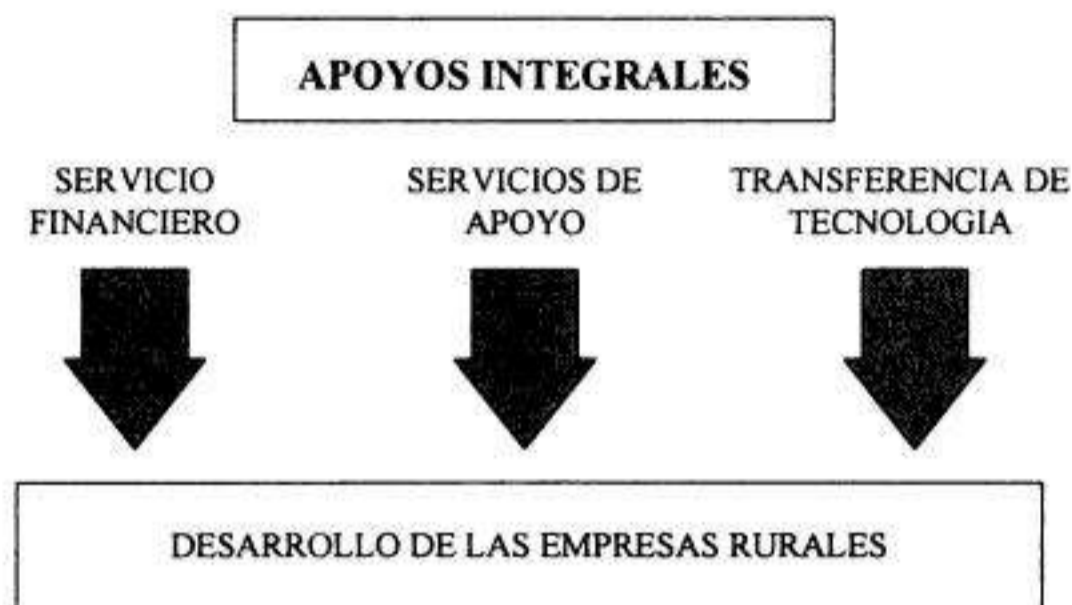 APOYOS INTEGRALES
SERVICIO
FINANCIERO
SERVICIOS DE
APOYO
TRANSFERENCIA DE
TECNOLOGIA
DESARROLLO DE LAS EMPRESAS RURALES